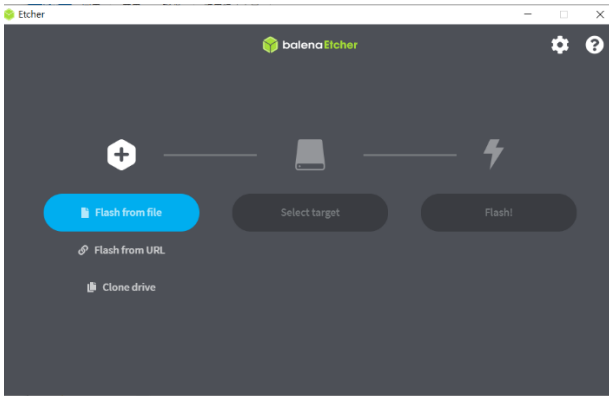 Etcher
balenaEtcher
Flash from file
Select target
Flash!
Flash from URL
Clone drive